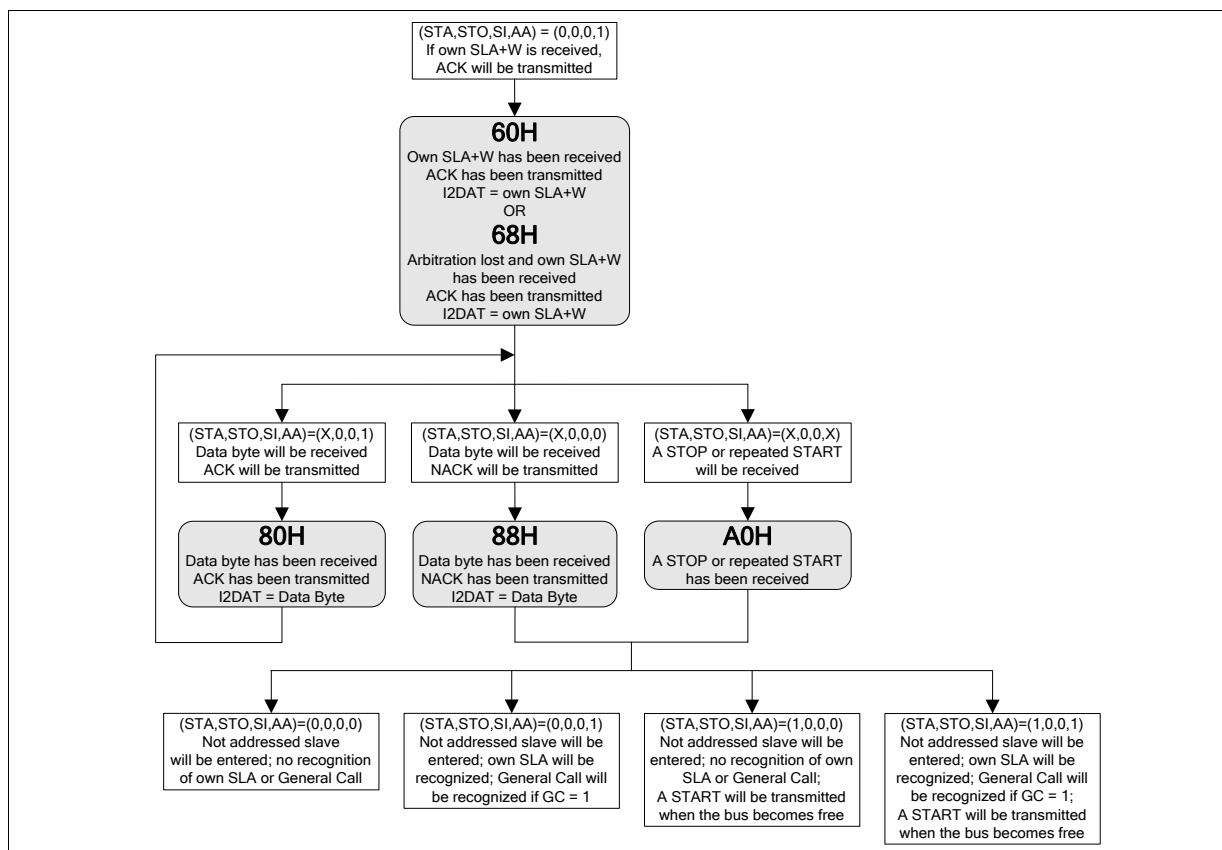 (STA,STO,SI,AA) = (0,0,0,1)
If own SLA+W is received,
ACK will be transmitted
60H
Own SLA+W has been received
ACK has been transmitted
I2DAT = own SLA+W
OR
68H
Arbitration lost and own SLA+W
has been received
ACK has been transmitted
I2DAT = own SLA+W
(STA,STO,SI,AA)=(X,0,0,1)
Data byte will be received
ACK will be transmitted
(STA,STO,SI,AA)=(X,0,0,0)
Data byte will be received
NACK will be transmitted
(STA,STO,SI,AA)=(X,0,0,X)
A STOP or repeated START
will be received
80H
Data byte has been received
ACK has been transmitted
I2DAT = Data Byte
88H
Data byte has been received
NACK has been transmitted
I2DAT = Data Byte
A0H
A STOP or repeated START
has been received
(STA,STO,SI,AA)=(0,0,0,0)
Not addressed slave
will be entered; no recognition
of own SLA or General Call
(STA,STO,SI,AA)=(0,0,0,1)
Not addressed slave will be
entered; own SLA will be
recognized; General Call will
be recognized if GC = 1
(STA,STO,SI,AA)=(1,0,0,0)
Not addressed slave will be
entered; no recognition of own
SLA or General Call;
A START will be transmitted
when the bus becomes free
(STA,STO,SI,AA)=(1,0,0,1)
Not addressed slave will be
entered; own SLA will be
recognized; General Call will
be recognized if GC = 1;
A START will be transmitted
when the bus becomes free